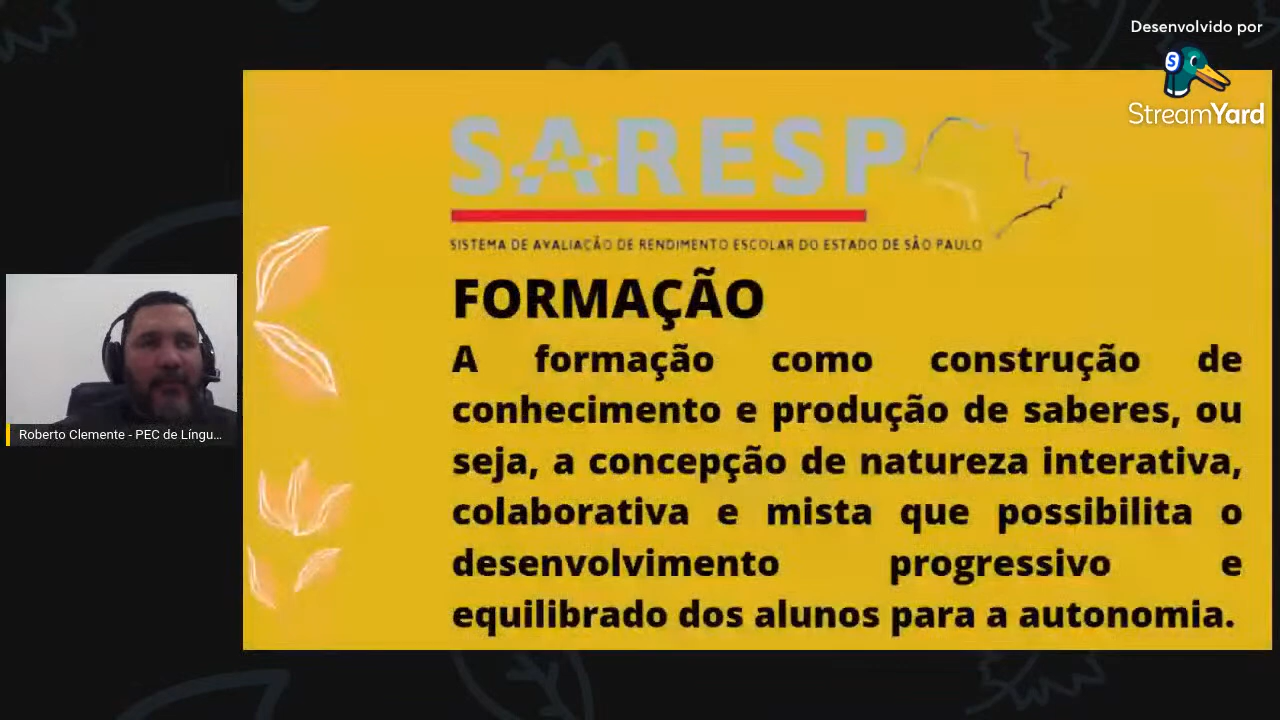 Desenvolvido por
StreamYard
SARESP
SISTEMA DE AVALIAÇÃO DE RENDIMENTO ESCOLAR DO ESTADO DE SÃO PAULO
FORMAÇÃO
A formação como construção de
conhecimento e produção de saberes, ou
seja, a concepção de natureza interativa,
colaborativa e mista que possibilita o
desenvolvimento progressivo e
equilibrado dos alunos para a autonomia.
Roberto Clemente - PEC de Língu...